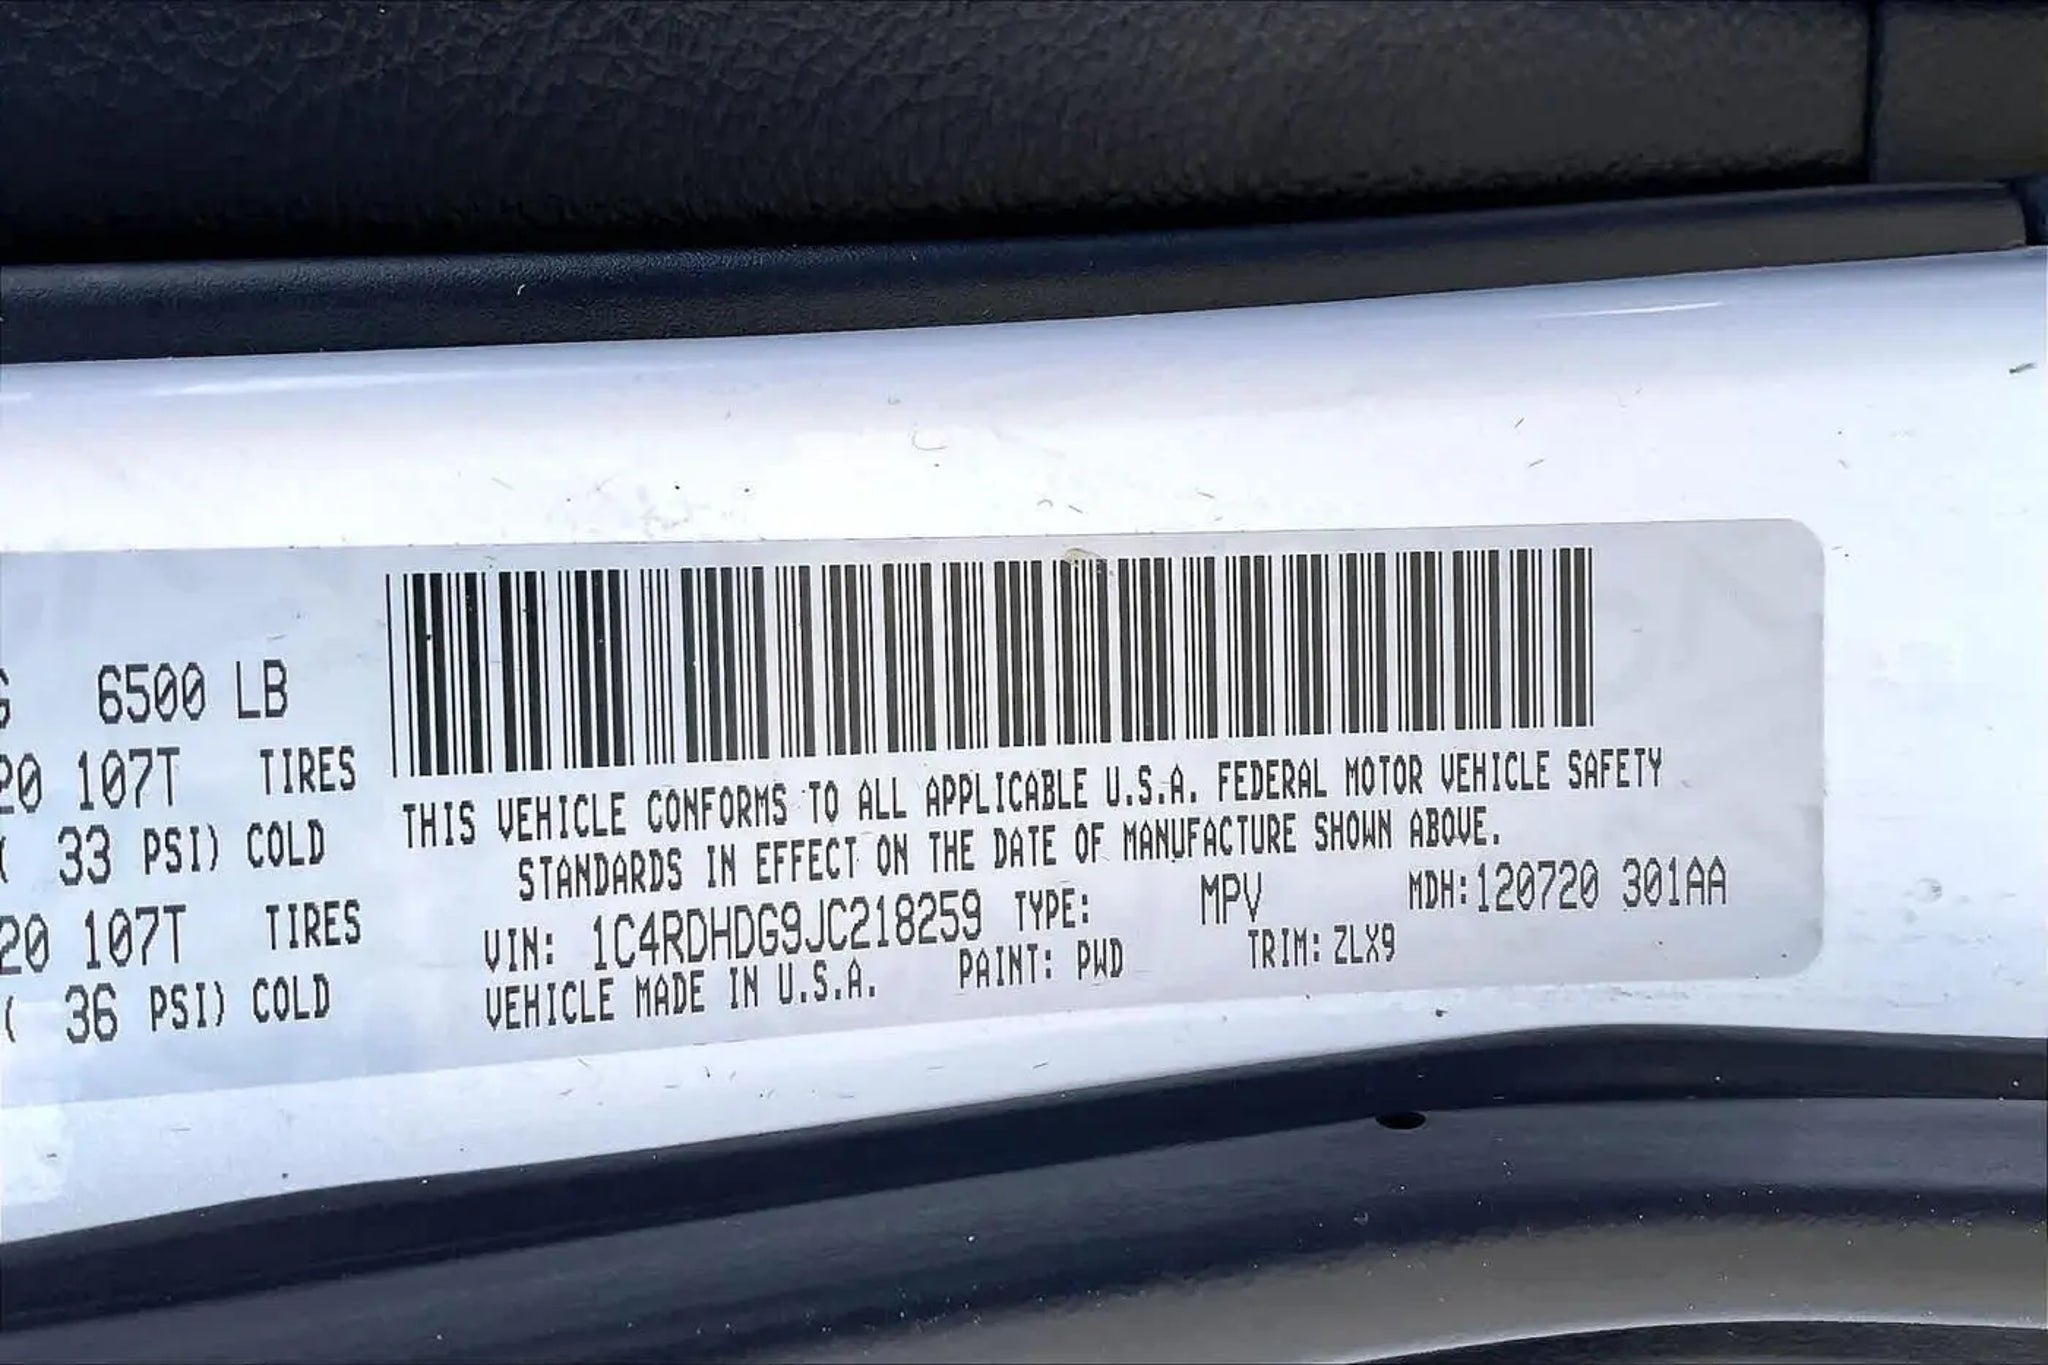 6500 LB
20 107T TIRES
( 33 PSI) COLD
20 107T TIRES
( 36 PSI) COLD
THIS VEHICLE CONFORMS TO ALL APPLICABLE U.S.A. FEDERAL MOTOR VEHICLE SAFETY
STANDARDS IN EFFECT ON THE DATE OF MANUFACTURE SHOWN ABOVE.
VIN: 1C4RDHDG9JC218259 TYPE: MPV MDH:120720 301AA
VEHICLE MADE IN U.S.A. PAINT: PWD TRIM: ZLX9